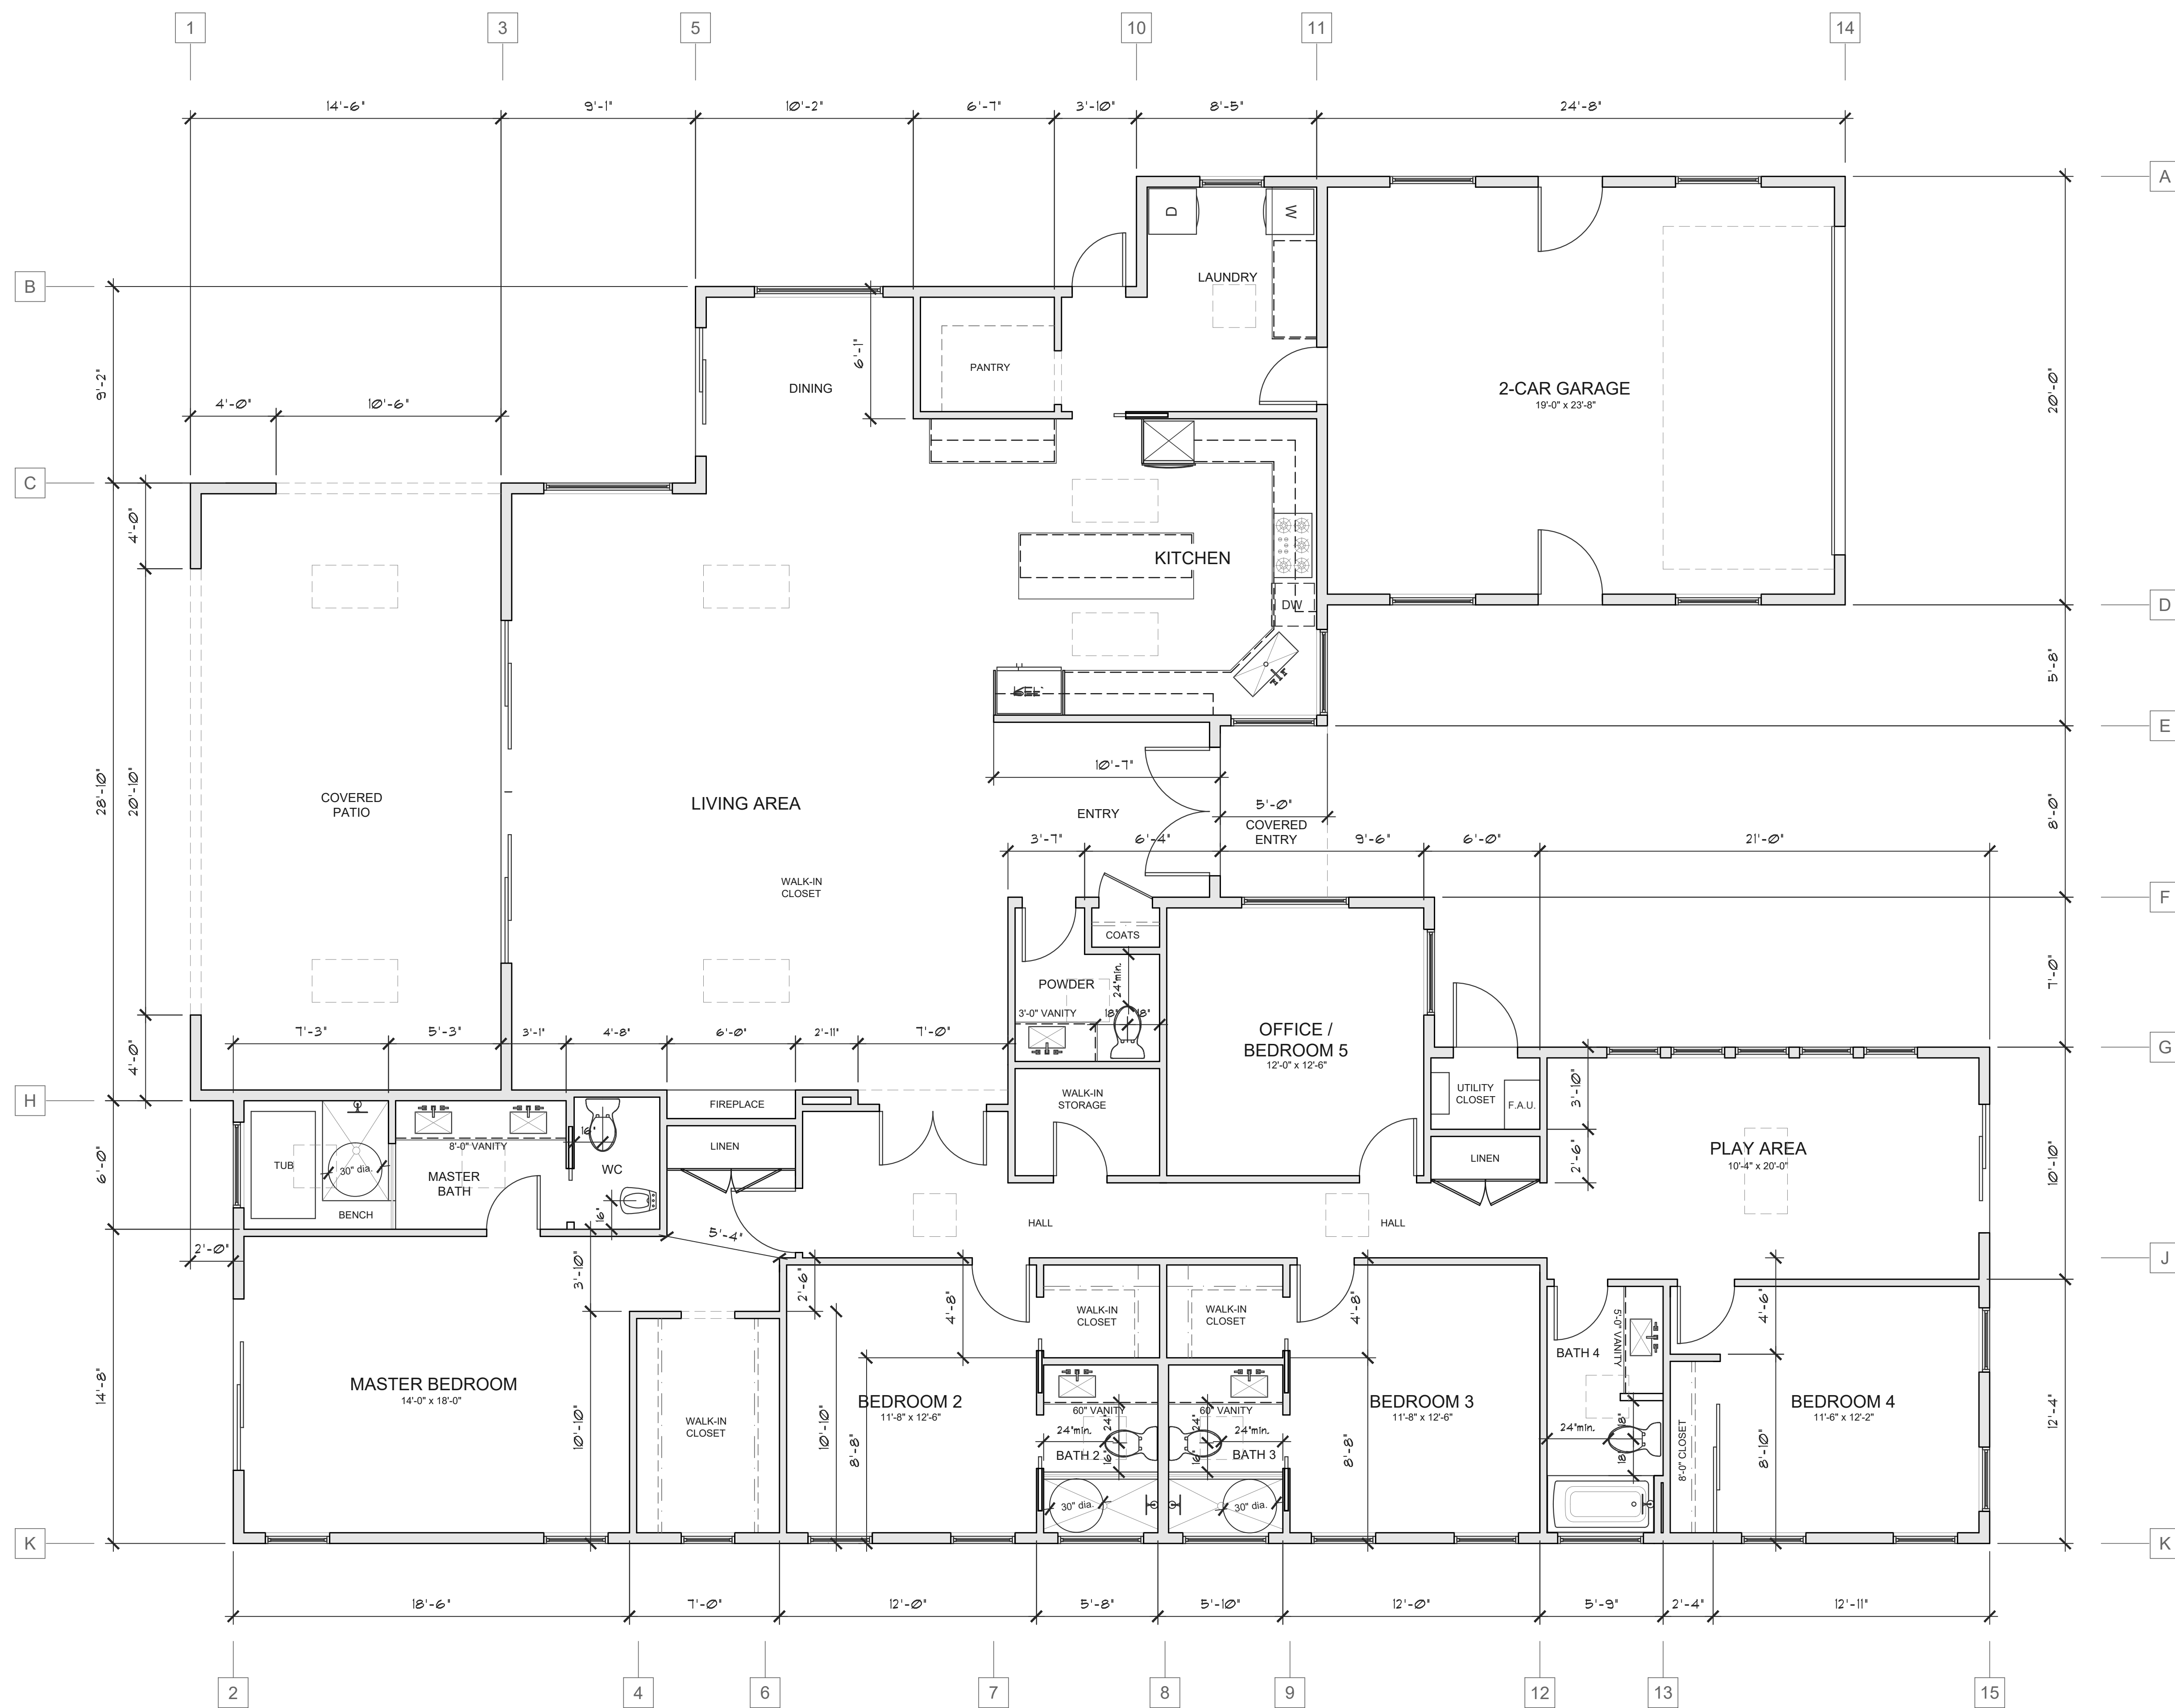 1
3
5
10
11
14
14'-6"
9'-1"
10'-2"
6'-7"
3'-10"
8'-5"
24'-8"
A
D
W
LAUNDRY
B
PANTRY
DINING
6'-1"
9'-2"
2-CAR GARAGE
19'-0" x 23'-8"
20'-0"
4'-0"
10'-6"
C
4'-0"
KITCHEN
DW
D
5'-8"
E
28'-10"
20'-10"
COVERED
PATIO
LIVING AREA
10'-7"
ENTRY
5'-0"
COVERED
ENTRY
8'-0"
3'-7"
6'-4"
9'-6"
6'-0"
21'-0"
WALK-IN
CLOSET
F
COATS
24"min.
POWDER
3'-0" VANITY
18"
18"
7'-0"
OFFICE /
BEDROOM 5
12'-0" x 12'-6"
4'-0"
7'-3"
5'-3"
3'-1"
4'-8"
6'-0"
2'-11"
7'-0"
G
H
FIREPLACE
WALK-IN
STORAGE
UTILITY
CLOSET
F.A.U.
3'-10"
LINEN
8'-0" VANITY
16"
WC
TUB
30" dia.
MASTER
BATH
BENCH
16"
6'-0"
LINEN
2'-6"
PLAY AREA
10'-4" x 20'-0"
10'-10"
HALL
HALL
2'-0"
5'-4"
3'-10"
2'-6"
J
4'-8"
WALK-IN
CLOSET
WALK-IN
CLOSET
4'-8"
5'-0" VANITY
BATH 4
4'-6"
14'-8"
MASTER BEDROOM
14'-0" x 18'-0"
10'-10"
WALK-IN
CLOSET
10'-10"
8'-8"
BEDROOM 2
11'-8" x 12'-6"
60" VANITY
24"
24"min.
BATH 2
16"
30" dia.
60" VANITY
24"
24"min.
BATH 3
16"
30" dia.
BEDROOM 3
11'-8" x 12'-6"
8'-8"
18"
24"min.
18"
8'-0" CLOSET
8'-10"
BEDROOM 4
11'-6" x 12'-2"
12'-4"
K
K
18'-6"
7'-0"
12'-0"
5'-8"
5'-10"
12'-0"
5'-9"
2'-4"
12'-11"
2
4
6
7
8
9
12
13
15